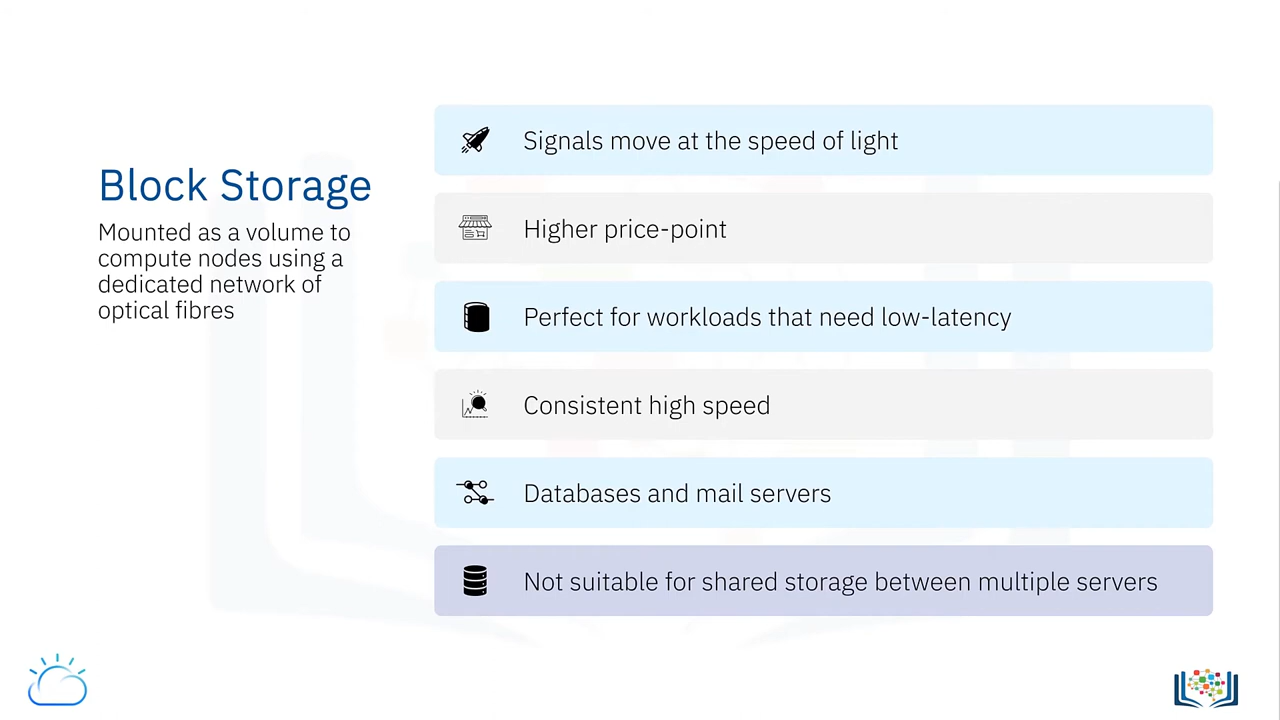 Block Storage
Mounted as a volume to
compute nodes using a
dedicated network of
optical fibres
Signals move at the speed of light
Higher price-point
Perfect for workloads that need low-latency
Consistent high speed
Databases and mail servers
Not suitable for shared storage between multiple servers